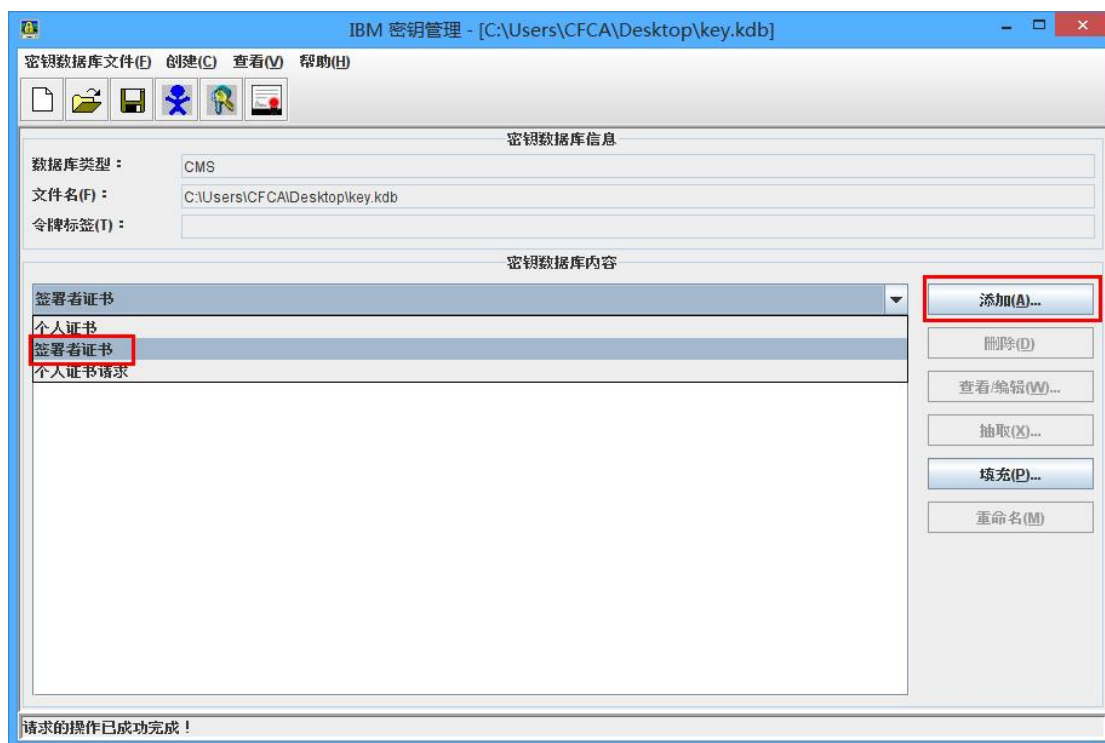 IBM 密钥管理 - [C:\Users\CFCA\Desktop\key.kdb]
密钥数据库文件(F) 创建(C) 查看(V) 帮助(H)
密钥数据库信息
数据库类型： CMS
文件名(F)： C:\Users\CFCA\Desktop\key.kdb
令牌标签(T)：
密钥数据库内容
签署者证书 添加(A)...
个人证书
签署者证书 删除(D)
个人证书请求
查看/编辑(W)...
抽取(X)...
填充(P)...
重命名(M)
请求的操作已成功完成！